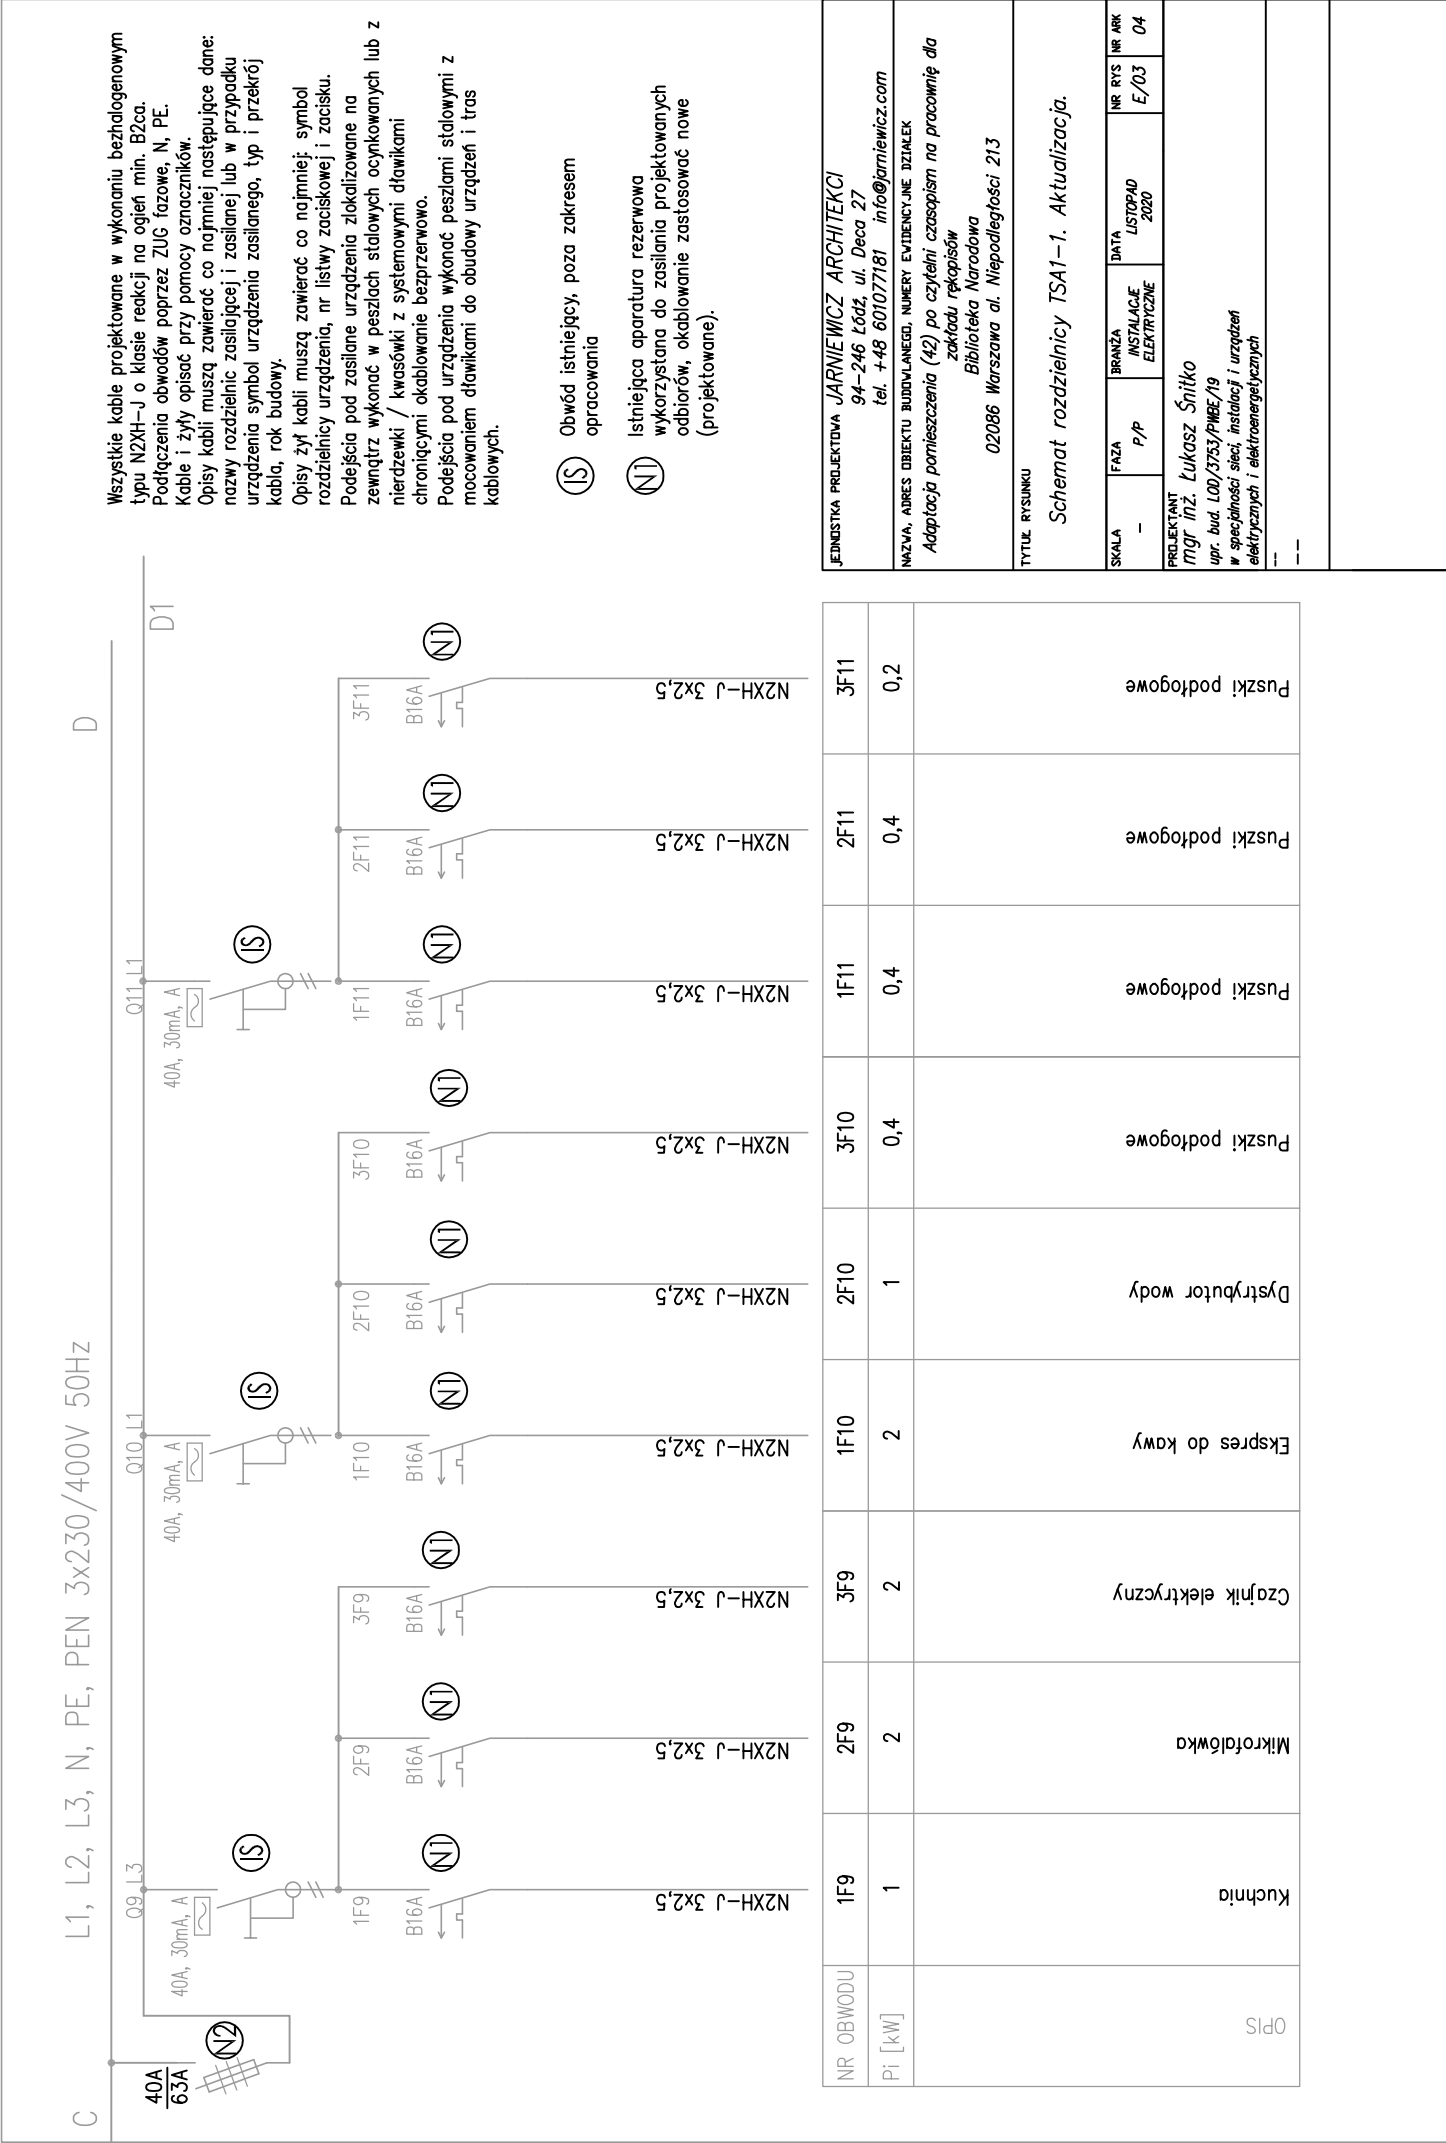 L1, L2, L3, N, PE, PEN 3x230/400V 50Hz
C
D
D1
40A
63A
N2
Q9 L3
40A, 30mA, A
IS
Q10 L1
40A, 30mA, A
IS
Q11 L1
40A, 30mA, A
IS
1F9
B16A
N1
2F9
B16A
N1
3F9
B16A
N1
1F10
B16A
N1
2F10
B16A
N1
3F10
B16A
N1
1F11
B16A
N1
2F11
B16A
N1
3F11
B16A
N1
N2XH-J 3x2,5
N2XH-J 3x2,5
N2XH-J 3x2,5
N2XH-J 3x2,5
N2XH-J 3x2,5
N2XH-J 3x2,5
N2XH-J 3x2,5
N2XH-J 3x2,5
N2XH-J 3x2,5
NR OBWODU 1F9 2F9 3F9 1F10 2F10 3F10 1F11 2F11 3F11
Pi [kW] 1 2 2 2 1 0,4 0,4 0,4 0,2
OPIS
Kuchnia
Mikrofalówka
Czajnik elektryczny
Ekspres do kawy
Dystrybutor wody
Puszki podłogowe
Puszki podłogowe
Puszki podłogowe
Puszki podłogowe
Wszystkie kable projektowane w wykonaniu bezhalogenowym
typu N2XH-J o klasie reakcji na ogień min. B2ca.
Podłączenia obwodów poprzez ZUG fazowe, N, PE.
Kable i żyły opisać przy pomocy oznaczników.
Opisy kabli muszą zawierać co najmniej następujące dane:
nazwy rozdzielnic zasilającej i zasilanej lub w przypadku
urządzenia symbol urządzenia zasilanego, typ i przekrój
kabla, rok budowy.
Opisy żył kabli muszą zawierać co najmniej: symbol
rozdzielnicy urządzenia, nr listwy zaciskowej i zacisku.
Podejścia pod zasilane urządzenia zlokalizowane na
zewnątrz wykonać w peszlach stalowych ocynkowanych lub z
nierdzewki / kwasówki z systemowymi dławikami
chroniącymi okablowanie bezprzerwowo.
Podejścia pod urządzenia wykonać peszlami stalowymi z
mocowaniem dławikami do obudowy urządzeń i tras
kablowych.
IS Obwód istniejący, poza zakresem
opracowania
N1 Istniejąca aparatura rezerwowa
wykorzystana do zasilania projektowanych
odbiorów, okablowanie zastosować nowe
(projektowane).
JEDNOSTKA PROJEKTOWA JARNIEWICZ ARCHITEKCI
94-246 Łódź, ul. Deca 27
tel. +48 601077181 info@jarniewicz.com
NAZWA, ADRES OBIEKTU BUDOWLANEGO, NUMERY EWIDENCYJNE DZIAŁEK
Adaptacja pomieszczenia (42) po czytelni czasopism na pracownię dla
zakładu rękopisów
Biblioteka Narodowa
02086 Warszawa al. Niepodległości 213
TYTUŁ RYSUNKU
Schemat rozdzielnicy TSA1-1. Aktualizacja.
SKALA FAZA BRANŻA DATA NR RYS NR ARK
- P/P INSTALACJE LISTOPAD E/03 04
ELEKTRYCZNE 2020
PROJEKTANT
mgr inż. Łukasz Śnitko
upr. bud. LOD/3753/PWBE/19
w specjalności sieci, instalacji i urządzeń
elektrycznych i elektroenergetycznych
--
--